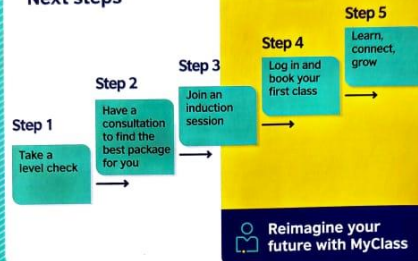 Next steps
Step 1
Take a
level check
Step 2
Have a
consultation
to find the
best package
for you
Step 3
Join an
induction
session
Step 4
Log in and
book your
first class
Step 5
Learn,
connect,
grow
Reimagine your
future with MyClass